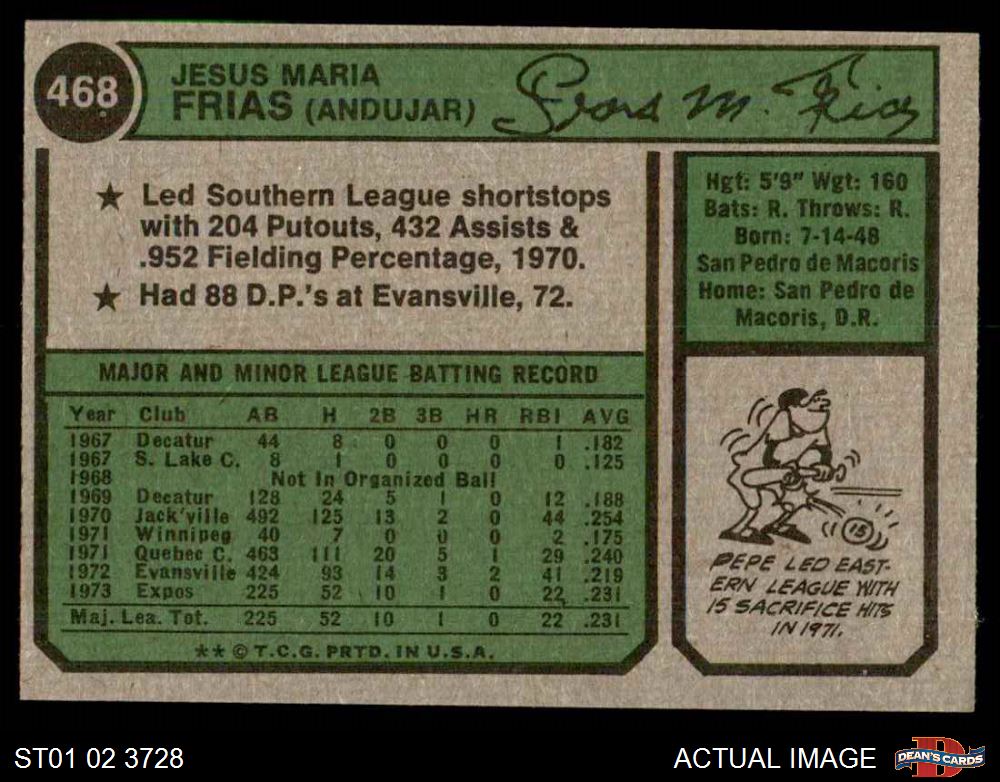 468
JESUS MARIA
FRIAS (ANDUJAR)
Jesus M. Frias
★ Led Southern League shortstops
with 204 Putouts, 432 Assists &
.952 Fielding Percentage, 1970.
★ Had 88 D.P.'s at Evansville, 72.
Hgt: 5'9" Wgt: 160
Bats: R. Throws: R.
Born: 7-14-48
San Pedro de Macoris
Home: San Pedro de
Macoris, D.R.
MAJOR AND MINOR LEAGUE BATTING RECORD
Year Club AB H 2B 3B HR RBI AVG
1967 Decatur 44 8 0 0 0 1 .182
1967 S. Lake C. 8 1 0 0 0 0 .125
1968 Not In Organized Ball
1969 Decatur 128 24 5 1 0 12 .188
1970 Jack'ville 492 125 13 2 0 44 .254
1971 Winnipeg 40 7 0 0 0 2 .175
1971 Quebec C. 463 111 20 5 1 29 .240
1972 Evansville 424 93 14 3 2 41 .219
1973 Expos 225 52 10 1 0 22 .231
Maj. Lea. Tot. 225 52 10 1 0 22 .231
★★ © T.C.G. PRTD. IN U.S.A.
15
PEPE LED EAST-
ERN LEAGUE WITH
15 SACRIFICE HITS
IN 1971.
ST01 02 3728
ACTUAL IMAGE
D
DEAN'S CARDS